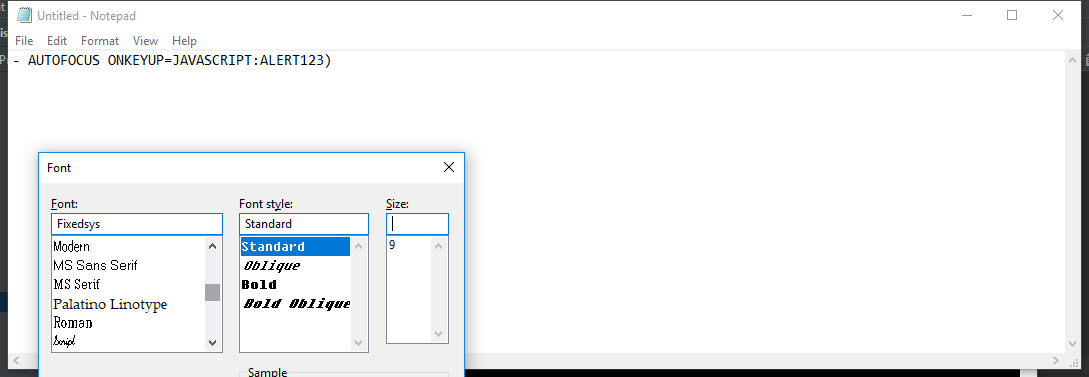 Untitled - Notepad
File Edit Format View Help
- AUTOFOCUS ONKEYUP=JAVASCRIPT:ALERT123)
Font
Font: Font style: Size:
Fixedsys Standard
Modern Standard 9
MS Sans Serif Oblique
MS Serif Bold
Palatino Linotype Bold Oblique
Roman
Script
Sample